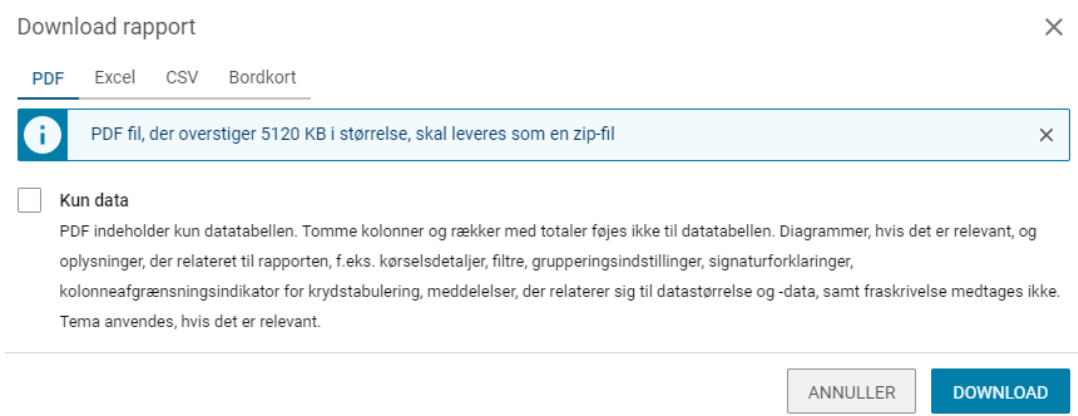 Download rapport
PDF Excel CSV Bordkort
PDF fil, der overstiger 5120 KB i størrelse, skal leveres som en zip-fil
Kun data
PDF indeholder kun datatabellen. Tomme kolonner og rækker med totaler føjes ikke til datatabellen. Diagrammer, hvis det er relevant, og
oplysninger, der relateret til rapporten, f.eks. kørselsdetaljer, filtre, grupperingsindstillinger, signaturforklaringer,
kolonneafgrænsningsindikator for krydstabulering, meddelelser, der relaterer sig til datastørrelse og -data, samt fraskrivelse medtages ikke.
Tema anvendes, hvis det er relevant.
ANNULLER DOWNLOAD